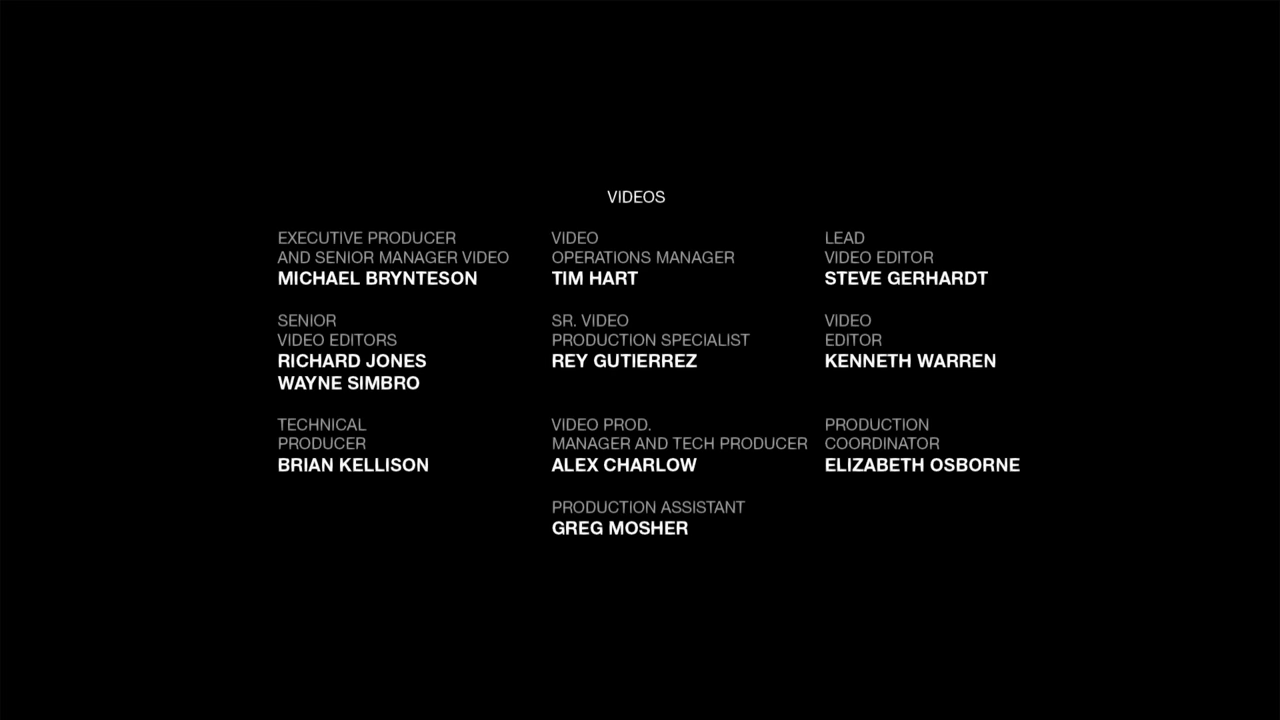 VIDEOS
EXECUTIVE PRODUCER
AND SENIOR MANAGER VIDEO
MICHAEL BRYNTESON
VIDEO
OPERATIONS MANAGER
TIM HART
LEAD
VIDEO EDITOR
STEVE GERHARDT
SENIOR
VIDEO EDITORS
RICHARD JONES
WAYNE SIMBRO
SR. VIDEO
PRODUCTION SPECIALIST
REY GUTIERREZ
VIDEO
EDITOR
KENNETH WARREN
TECHNICAL
PRODUCER
BRIAN KELLISON
VIDEO PROD.
MANAGER AND TECH PRODUCER
ALEX CHARLOW
PRODUCTION
COORDINATOR
ELIZABETH OSBORNE
PRODUCTION ASSISTANT
GREG MOSHER